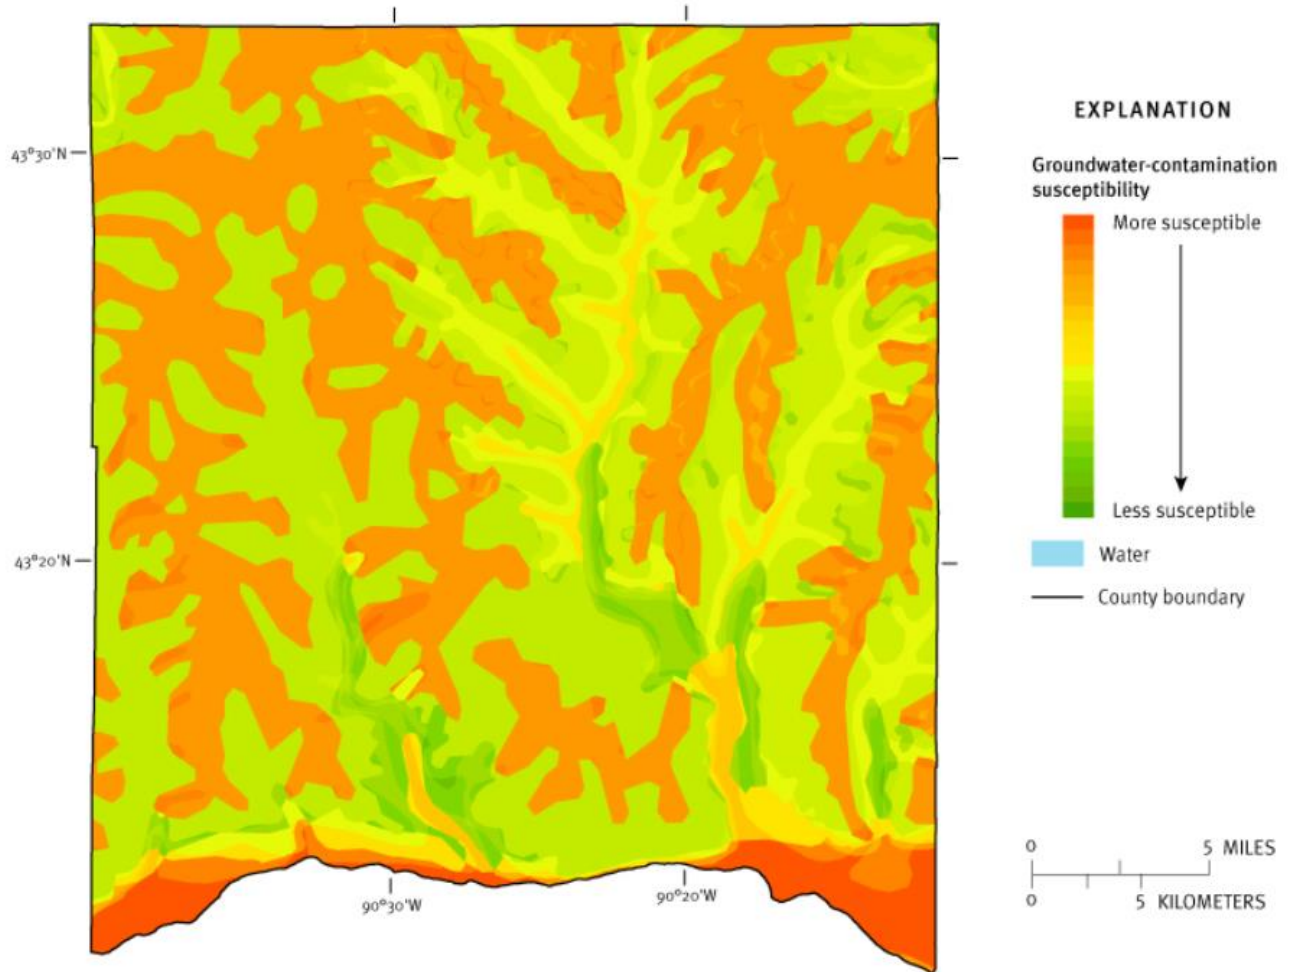 43°30'N
43°20'N
90°30'W
90°20'W
EXPLANATION
Groundwater-contamination
susceptibility
More susceptible
Less susceptible
Water
County boundary
0 5 MILES
0 5 KILOMETERS